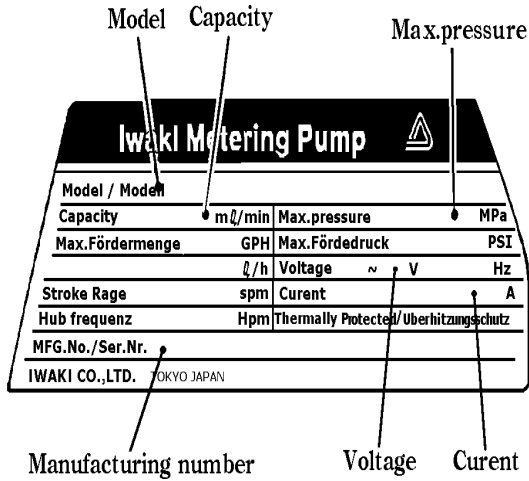 Model Capacity
Max.pressure
Iwaki Metering Pump
Model / Modell
Capacity mℓ/min Max.pressure MPa
Max.Fördermenge GPH Max.Fördedruck PSI
ℓ/h Voltage ~ V Hz
Stroke Rage spm Curent A
Hub frequenz Hpm Thermally Protected/Uberhitzungsschutz
MFG.No./Ser.Nr.
IWAKI CO.,LTD. TOKYO JAPAN
Manufacturing number Voltage Curent